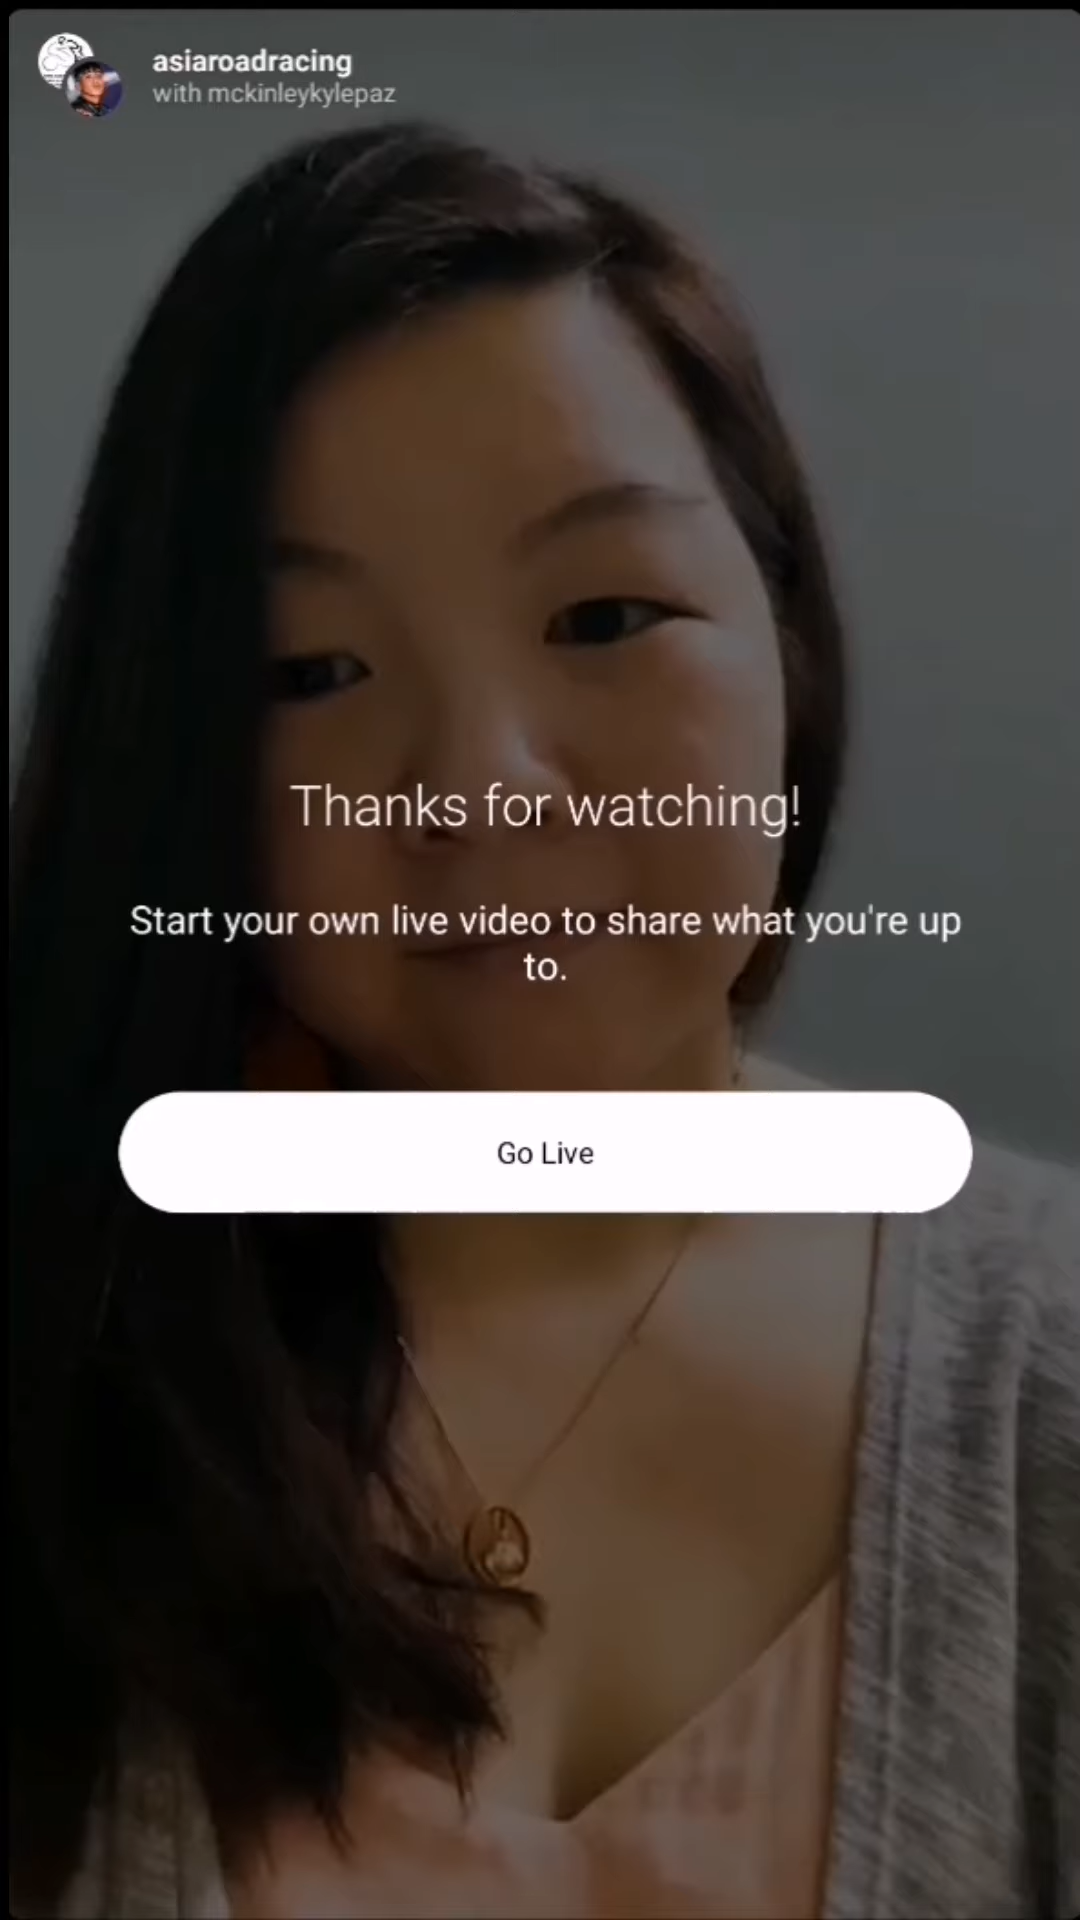 asiaroadracing
with mckinleykylepaz
Thanks for watching!
Start your own live video to share what you're up
to.
Go Live